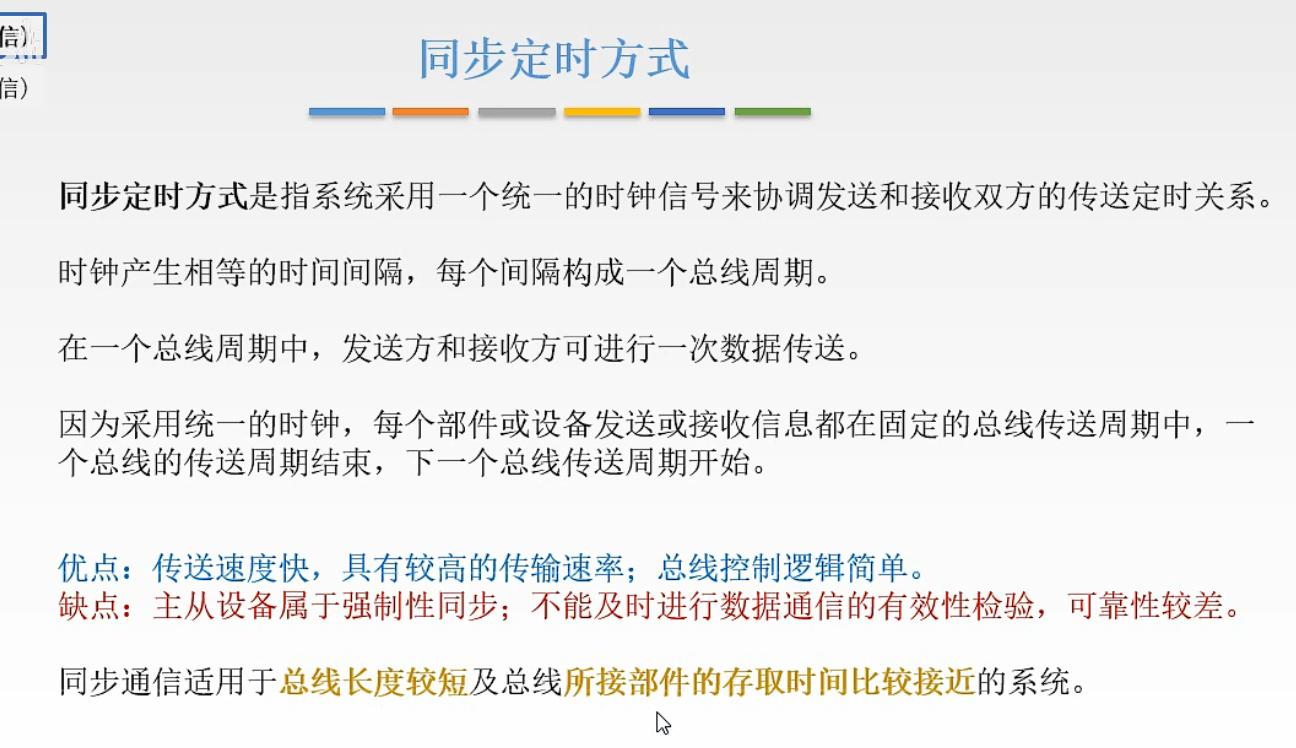 信)
信)
同步定时方式
同步定时方式是指系统采用一个统一的时钟信号来协调发送和接收双方的传送定时关系。
时钟产生相等的时间间隔，每个间隔构成一个总线周期。
在一个总线周期中，发送方和接收方可进行一次数据传送。
因为采用统一的时钟，每个部件或设备发送或接收信息都在固定的总线传送周期中，一
个总线的传送周期结束，下一个总线传送周期开始。
优点：传送速度快，具有较高的传输速率；总线控制逻辑简单。
缺点：主从设备属于强制性同步；不能及时进行数据通信的有效性检验，可靠性较差。
同步通信适用于总线长度较短及总线所接部件的存取时间比较接近的系统。